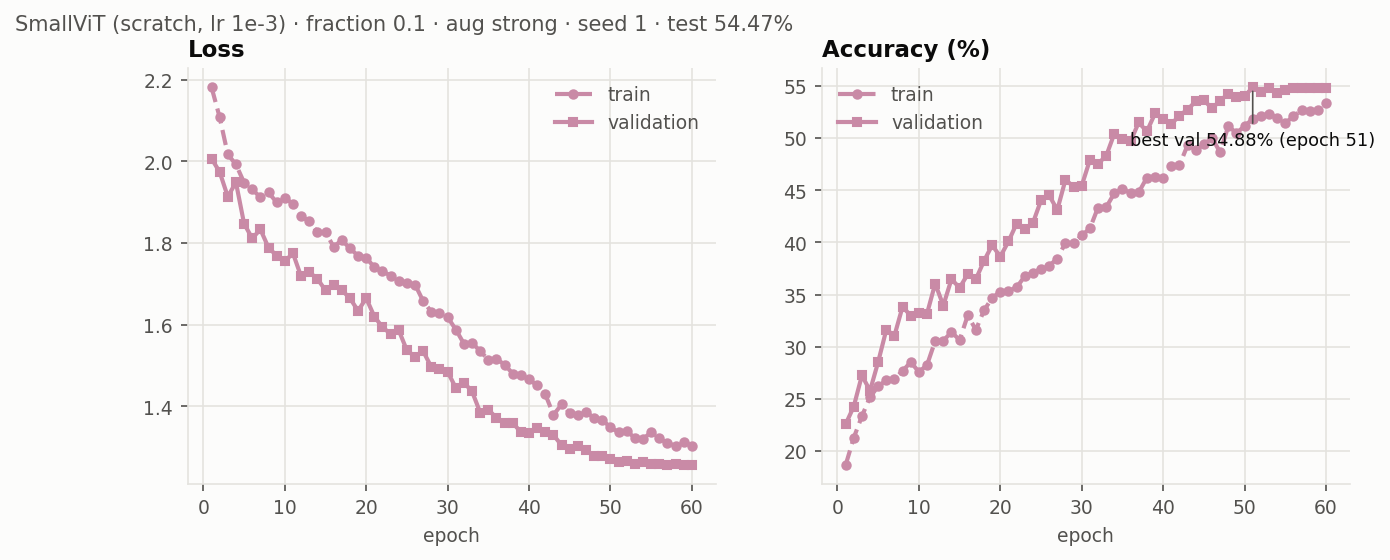 SmallViT (scratch, lr 1e-3) · fraction 0.1 · aug strong · seed 1 · test 54.47%
Loss
2.2
2.0
1.8
1.6
1.4
train
validation
0 10 20 30 40 50 60
epoch
Accuracy (%)
55
50
45
40
35
30
25
20
train
validation
best val 54.88% (epoch 51)
0 10 20 30 40 50 60
epoch